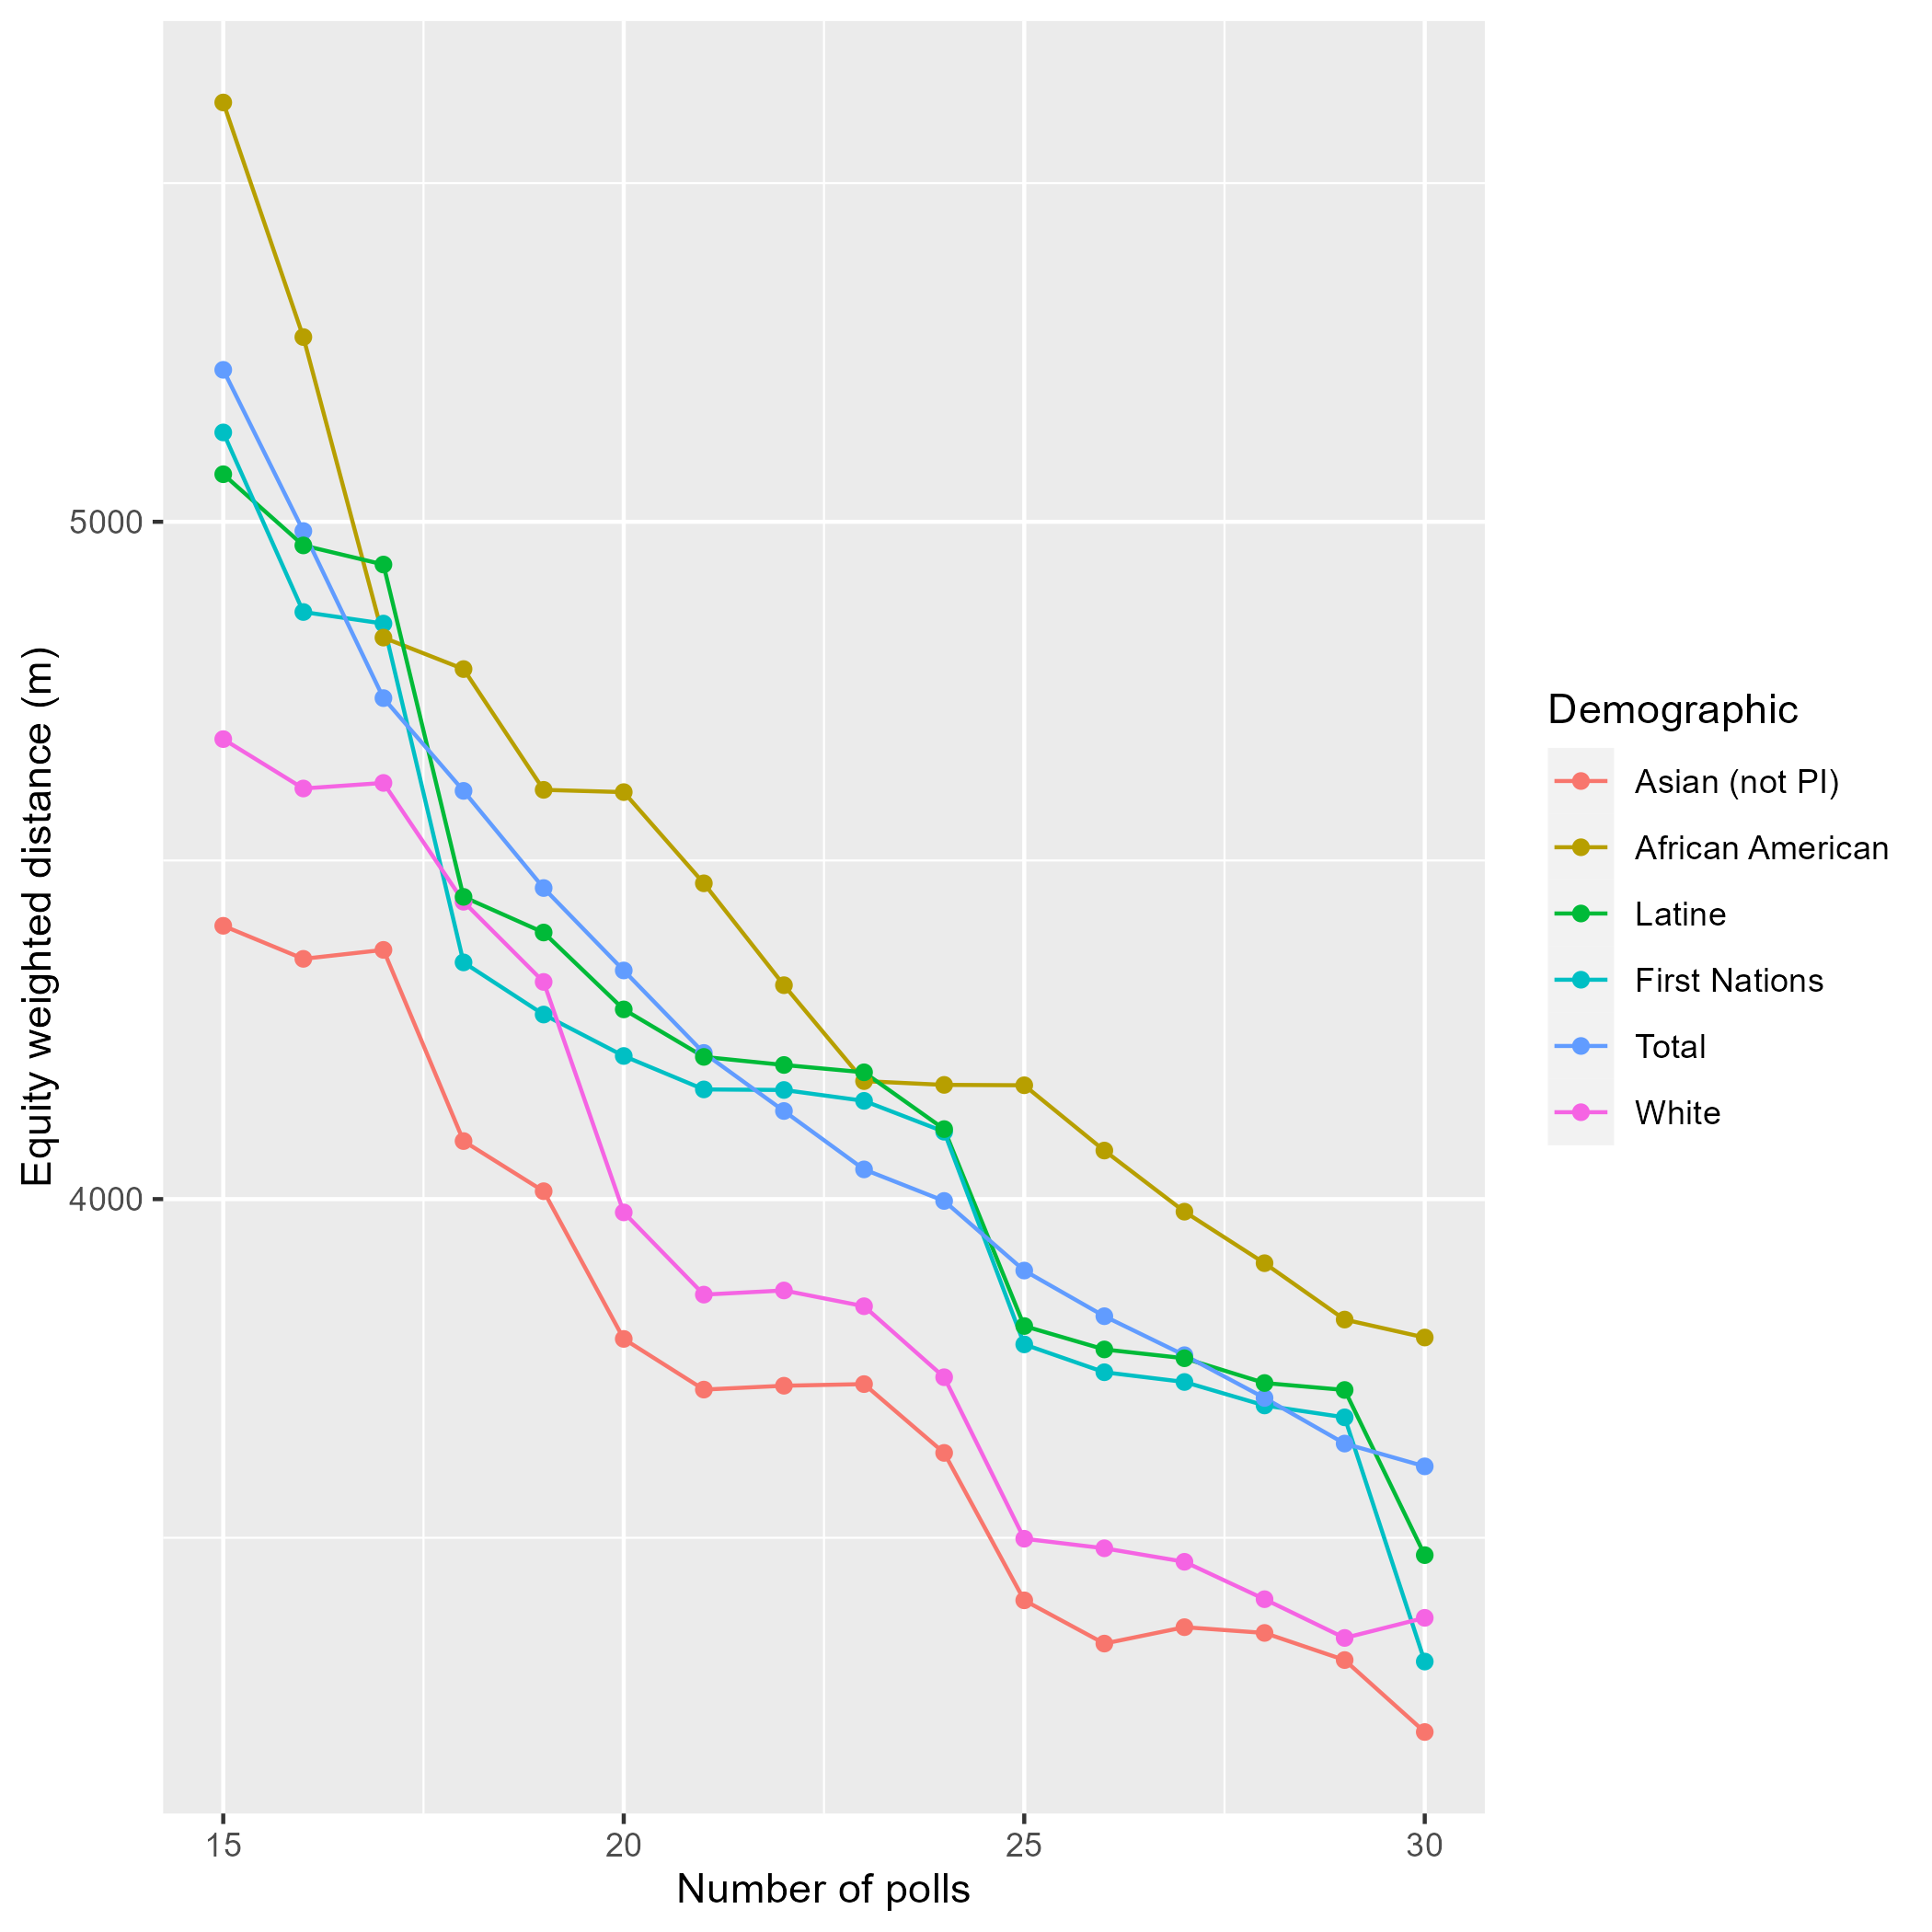 Equity weighted distance (m)
5000
4000
15 20 25 30
Number of polls
Demographic
Asian (not PI)
African American
Latine
First Nations
Total
White